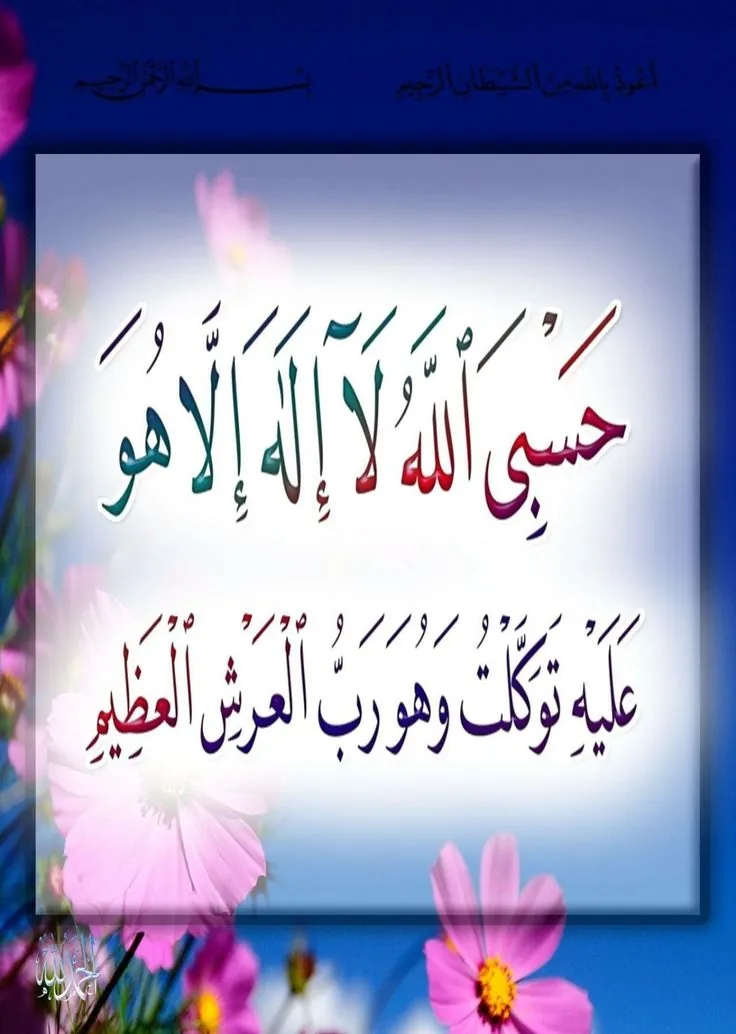 أعوذ بالله من الشيطان الرجيم بسم الله الرحمن الرحيم
حَسْبِىَ ٱللَّهُ لَآ إِلَٰهَ إِلَّا هُوَ
عَلَيْهِ تَوَكَّلْتُ وَهُوَ رَبُّ ٱلْعَرْشِ ٱلْعَظِيمِ
الحمد لله